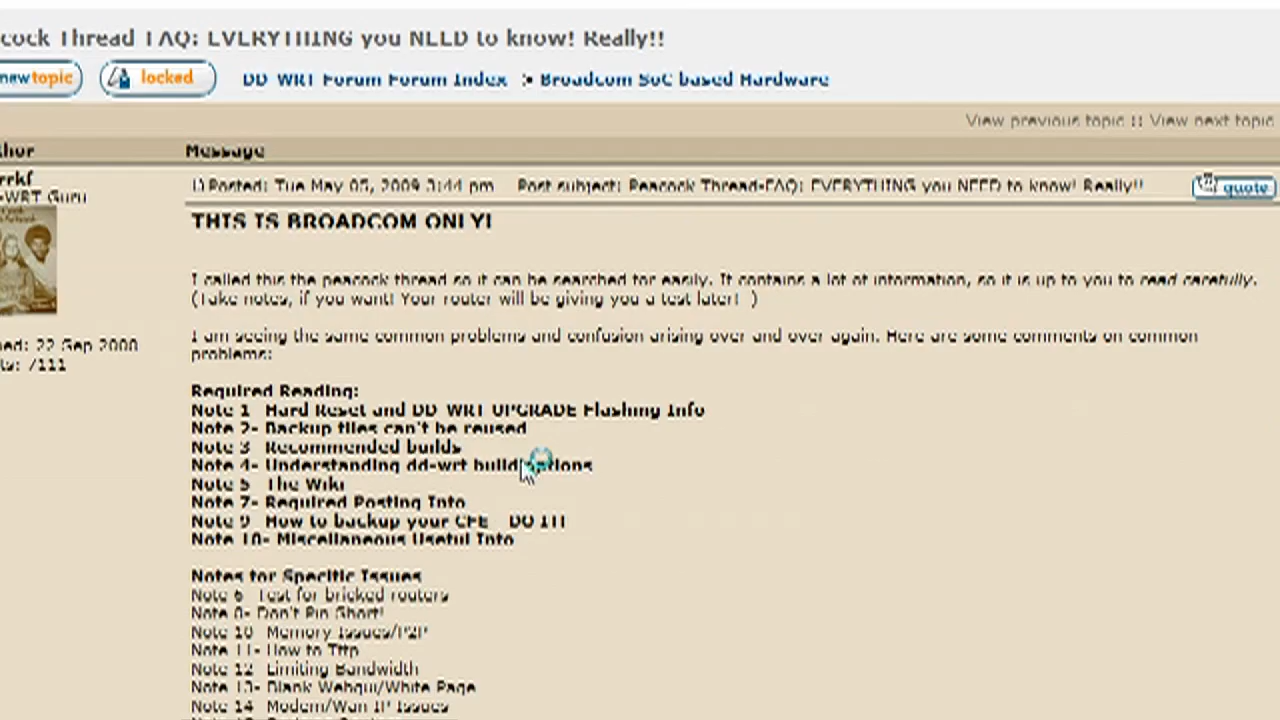 cock Thread FAQ: EVERYTHING you NEED to know! Really!!
newtopic locked DD-WRT Forum Forum Index -> Broadcom SoC based Hardware
View previous topic :: View next topic
thor Message
rrkf
-WRT Guru
Posted: Tue May 05, 2009 3:44 pm Post subject: Peacock Thread-FAQ: EVERYTHING you NEED to know! Really!! quote
THIS IS BROADCOM ONLY!
I called this the peacock thread so it can be searched for easily. It contains a lot of information, so it is up to you to read carefully.
(Take notes, if you want! Your router will be giving you a test later! )
ned: 22 Sep 2008
I am seeing the same common problems and confusion arising over and over again. Here are some comments on common
problems:
ts: 7111
Required Reading:
Note 1- Hard Reset and DD-WRT UPGRADE Flashing Info
Note 2- Backup files can't be reused
Note 3- Recommended builds
Note 4- Understanding dd-wrt build options
Note 5- The Wiki
Note 7- Required Posting Info
Note 9- How to backup your CFE - DO IT!
Note 10- Miscellaneous Useful Info
Notes for Specific Issues
Note 6- Test for bricked routers
Note 8- Don't Pin Short!
Note 10- Memory Issues/P2P
Note 11- How to Tftp
Note 12- Limiting Bandwidth
Note 13- Blank Webgui/White Page
Note 14- Modem/Wan IP Issues